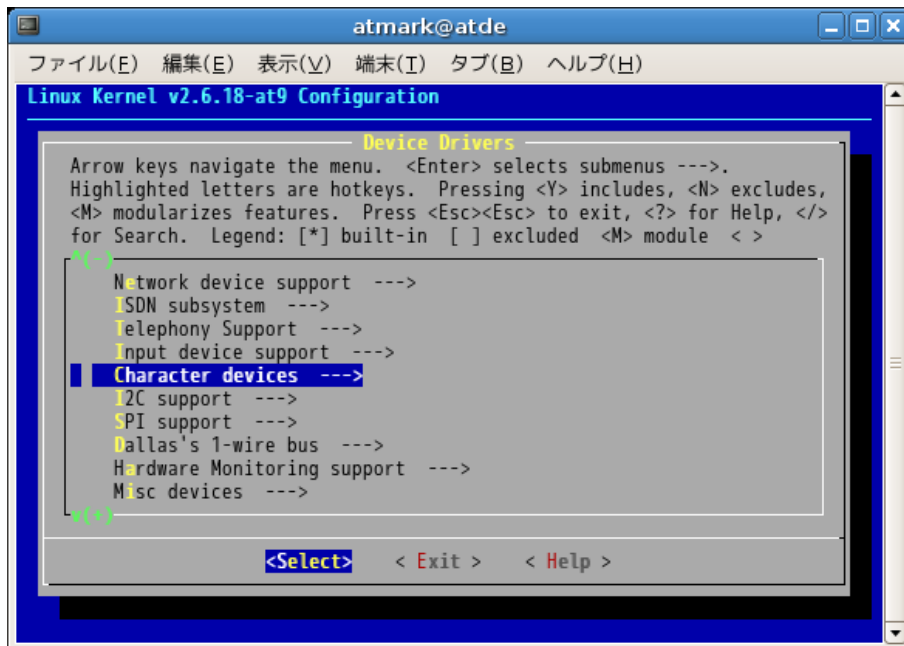 atmark@atde
ファイル(F) 編集(E) 表示(V) 端末(T) タブ(B) ヘルプ(H)
Linux Kernel v2.6.18-at9 Configuration
Device Drivers
Arrow keys navigate the menu.  <Enter> selects submenus --->.
Highlighted letters are hotkeys.  Pressing <Y> includes, <N> excludes,
<M> modularizes features.  Press <Esc><Esc> to exit, <?> for Help, </>
for Search.  Legend: [*] built-in  [ ] excluded  <M> module  < >
^(-)
Network device support  --->
ISDN subsystem  --->
Telephony Support  --->
Input device support  --->
Character devices  --->
I2C support  --->
SPI support  --->
Dallas's 1-wire bus  --->
Hardware Monitoring support  --->
Misc devices  --->
v(+)
<Select>    < Exit >    < Help >